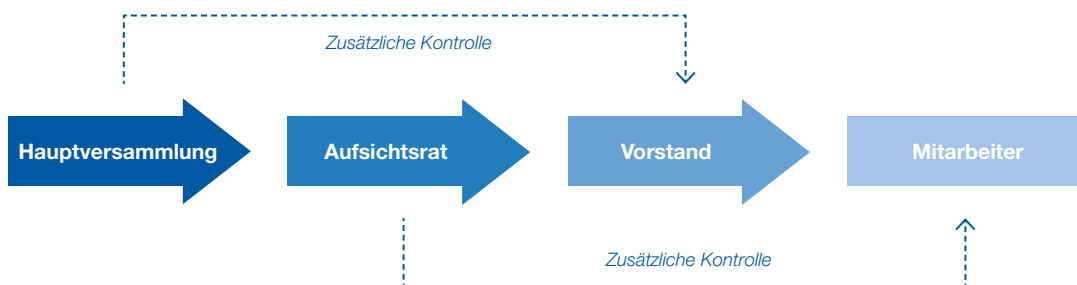 Zusätzliche Kontrolle
Hauptversammlung
Aufsichtsrat
Vorstand
Mitarbeiter
Zusätzliche Kontrolle